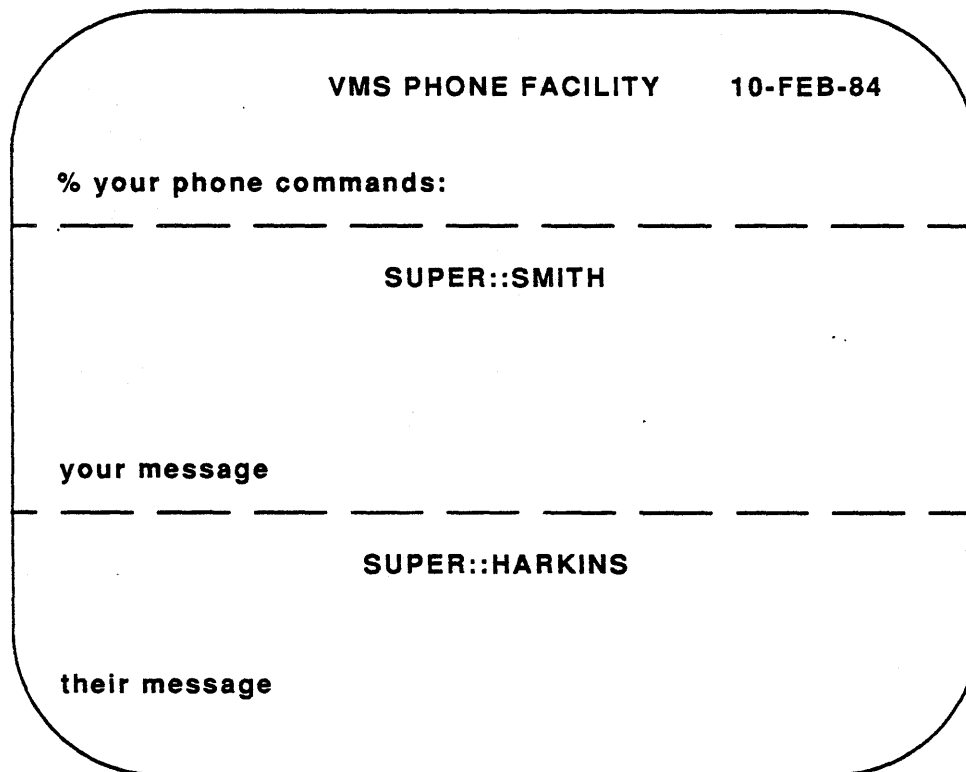 VMS PHONE FACILITY 10-FEB-84
% your phone commands:
SUPER::SMITH
your message
SUPER::HARKINS
their message